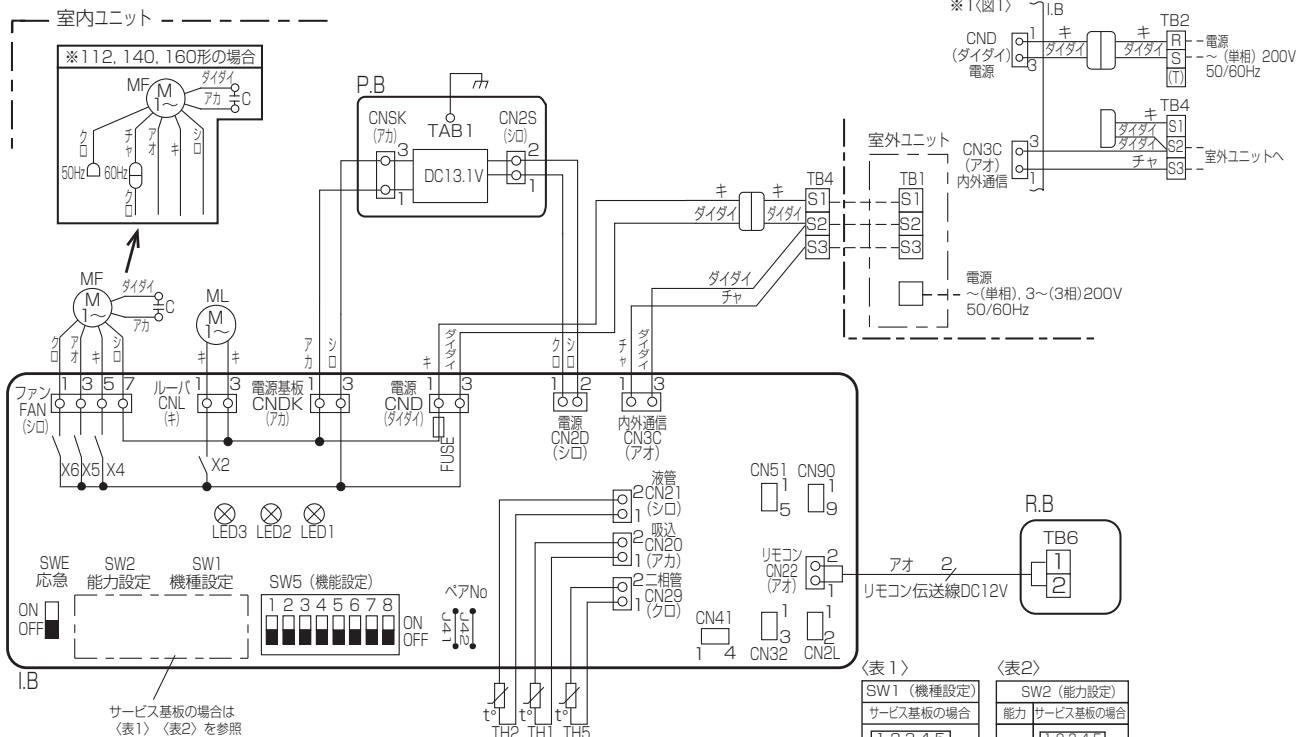 室内ユニット
※112, 140, 160形の場合
MF
M
1～
ダイダイ
アカ
C
クロ
チャ
アオ
キ
シロ
50Hz
60Hz
クロ
MF
M
1～
ダイダイ
アカ
C
クロ
アオ
キ
シロ
ML
M
1～
キ
キ
P.B
CNSK
(アカ)
3
1
TAB1
DC13.1V
CN2S
(シロ)
2
1
アカ
シロ
キ
ダイダイ
クロ
シロ
チャ
ダイダイ
キ
キ
ダイダイ
ダイダイ
ダイダイ
チャ
TB4
S1
S2
S3
室外ユニット
TB1
S1
S2
S3
電源
～(単相), 3～(3相)200V
50/60Hz
※1〈図1〉
I.B
CND
(ダイダイ)
電源
1
3
キ
ダイダイ
キ
ダイダイ
TB2
R
S
(T)
電源
～ (単相) 200V
50/60Hz
CN3C
(アオ)
内外通信
3
1
キ
ダイダイ
ダイダイ
チャ
TB4
S1
S2
S3
室外ユニットへ
ファン
FAN
(シロ)
1 3 5 7
ルーバ
CNL
(キ)
1 3
電源基板
CNDK
(アカ)
1 3
電源
CND
(ダイダイ)
1 3
1 2
電源
CN2D
(シロ)
1 3
内外通信
CN3C
(アオ)
X6 X5 X4
X2
FUSE
LED3 LED2 LED1
液管
CN21
(シロ)
2
1
吸込
CN20
(アカ)
2
1
二相管
CN29
(クロ)
2
1
CN51
1
5
CN90
1
9
リモコン
CN22
(アオ)
2
1
アオ 2
リモコン伝送線DC12V
R.B
TB6
1
2
CN41
1 4
1
3
CN32
1
2
CN2L
SWE
応急
ON
OFF
SW2
能力設定
SW1
機種設定
SW5 (機能設定)
1 2 3 4 5 6 7 8
ON
OFF
ペアNo
J41
J42
I.B
サービス基板の場合は
〈表1〉〈表2〉を参照
t° t° t°
TH2 TH1 TH5
〈表1〉
SW1 (機種設定)
サービス基板の場合
1 2 3 4 5
〈表2〉
SW2 (能力設定)
能力 サービス基板の場合
1 2 3 4 5